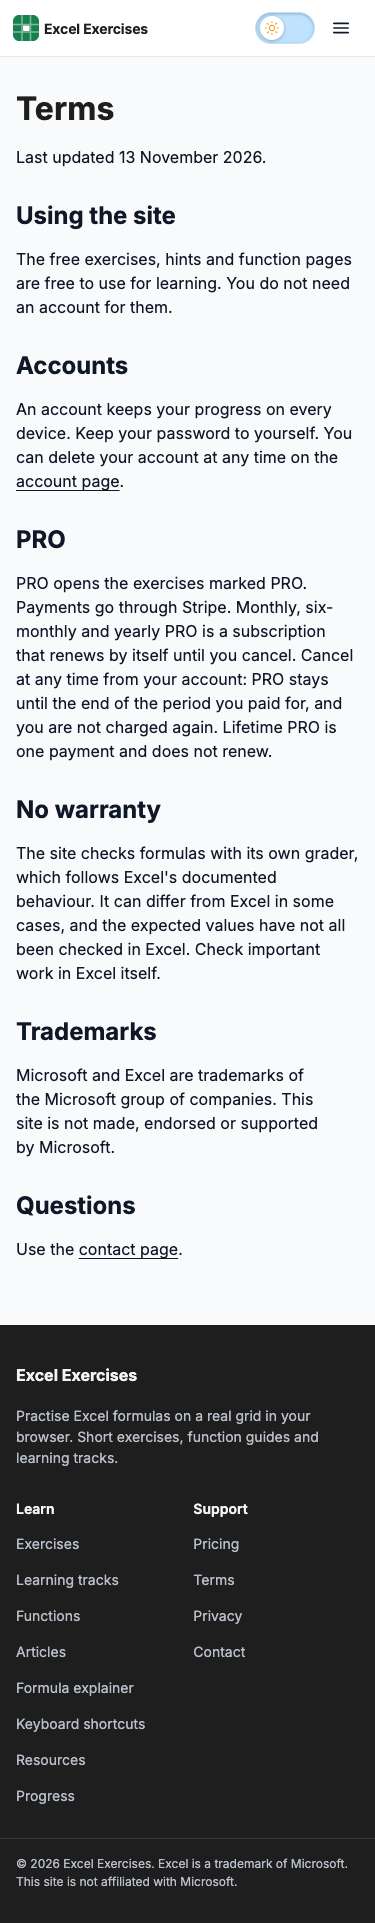 Excel Exercises
Terms
Last updated 13 November 2026.
Using the site
The free exercises, hints and function pages
are free to use for learning. You do not need
an account for them.
Accounts
An account keeps your progress on every
device. Keep your password to yourself. You
can delete your account at any time on the
account page.
PRO
PRO opens the exercises marked PRO.
Payments go through Stripe. Monthly, six-
monthly and yearly PRO is a subscription
that renews by itself until you cancel. Cancel
at any time from your account: PRO stays
until the end of the period you paid for, and
you are not charged again. Lifetime PRO is
one payment and does not renew.
No warranty
The site checks formulas with its own grader,
which follows Excel's documented
behaviour. It can differ from Excel in some
cases, and the expected values have not all
been checked in Excel. Check important
work in Excel itself.
Trademarks
Microsoft and Excel are trademarks of
the Microsoft group of companies. This
site is not made, endorsed or supported
by Microsoft.
Questions
Use the contact page.
Excel Exercises
Practise Excel formulas on a real grid in your
browser. Short exercises, function guides and
learning tracks.
Learn
Exercises
Learning tracks
Functions
Articles
Formula explainer
Keyboard shortcuts
Resources
Progress
Support
Pricing
Terms
Privacy
Contact
© 2026 Excel Exercises. Excel is a trademark of Microsoft.
This site is not affiliated with Microsoft.